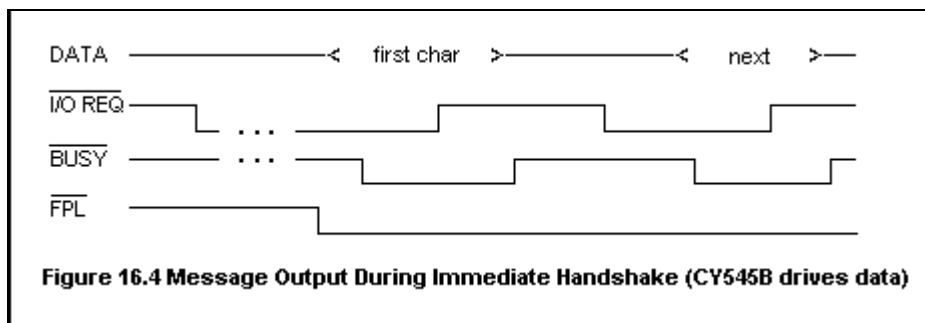 DATA < first char > < next >
I/O REQ . . .
BUSY . . .
FPL
Figure 16.4 Message Output During Immediate Handshake (CY545B drives data)